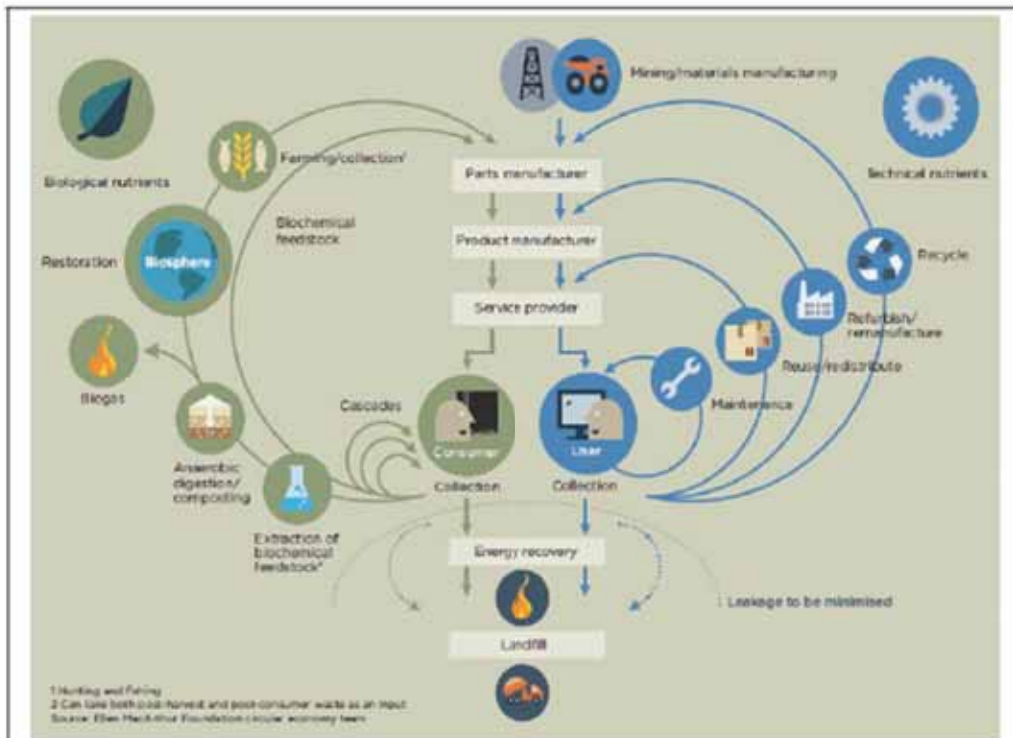 Mining/materials manufacturing
Biological nutrients
Farming/collection¹
Parts manufacturer
Technical nutrients
Biochemical
feedstock
Product manufacturer
Restoration
Biosphere
Recycle
Service provider
Refurbish/
remanufacture
Reuse/redistribute
Biogas
Cascades
Maintenance
Consumer
User
Anaerobic
digestion/
composting
Collection
Collection
Extraction of
biochemical
feedstock²
Energy recovery
Leakage to be minimised
Landfill
1 Hunting and fishing
2 Can take both post-harvest and post-consumer waste as an input
Source: Ellen MacArthur Foundation circular economy team